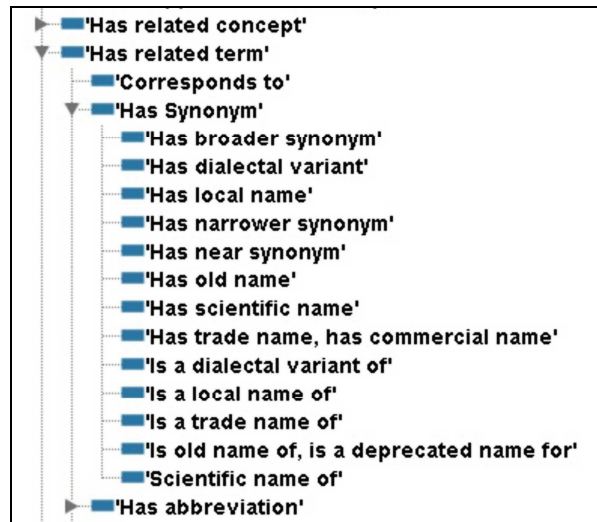 'Has related concept'
'Has related term'
'Corresponds to'
'Has Synonym'
'Has broader synonym'
'Has dialectal variant'
'Has local name'
'Has narrower synonym'
'Has near synonym'
'Has old name'
'Has scientific name'
'Has trade name, has commercial name'
'Is a dialectal variant of'
'Is a local name of'
'Is a trade name of'
'Is old name of, is a deprecated name for'
'Scientific name of'
'Has abbreviation'